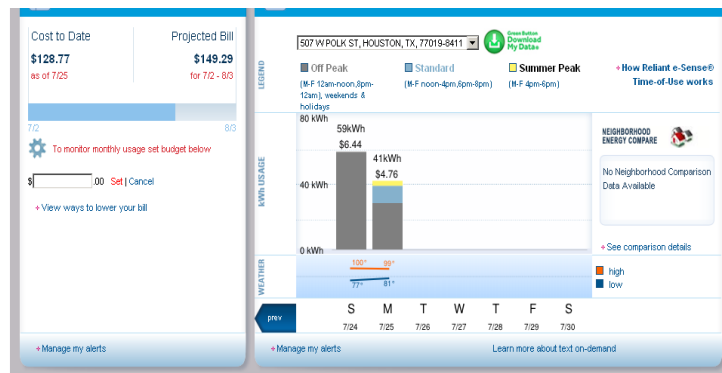 Cost to Date
Projected Bill
$128.77
$149.29
as of 7/25
for 7/2 - 8/3
7/2
8/3
To monitor monthly usage set budget below
$ .00 Set | Cancel
+View ways to lower your bill
+Manage my alerts
507 W POLK ST, HOUSTON, TX, 77019-8411
Green Button
Download
My Data®
LEGEND
Off Peak
(M-F 12am-noon,8pm-
12am), weekends &
holidays
Standard
(M-F noon-4pm,6pm-8pm)
Summer Peak
(M-F 4pm-6pm)
+How Reliant e-Sense®
Time-of-Use works
kWh USAGE
80 kWh
59kWh
$6.44
41kWh
$4.76
40 kWh
0 kWh
NEIGHBORHOOD
ENERGY COMPARE
No Neighborhood Comparison
Data Available
+See comparison details
WEATHER
100° 99°
77° 81°
high
low
prev
S M T W T F S
7/24 7/25 7/26 7/27 7/28 7/29 7/30
+Manage my alerts
Learn more about text on-demand